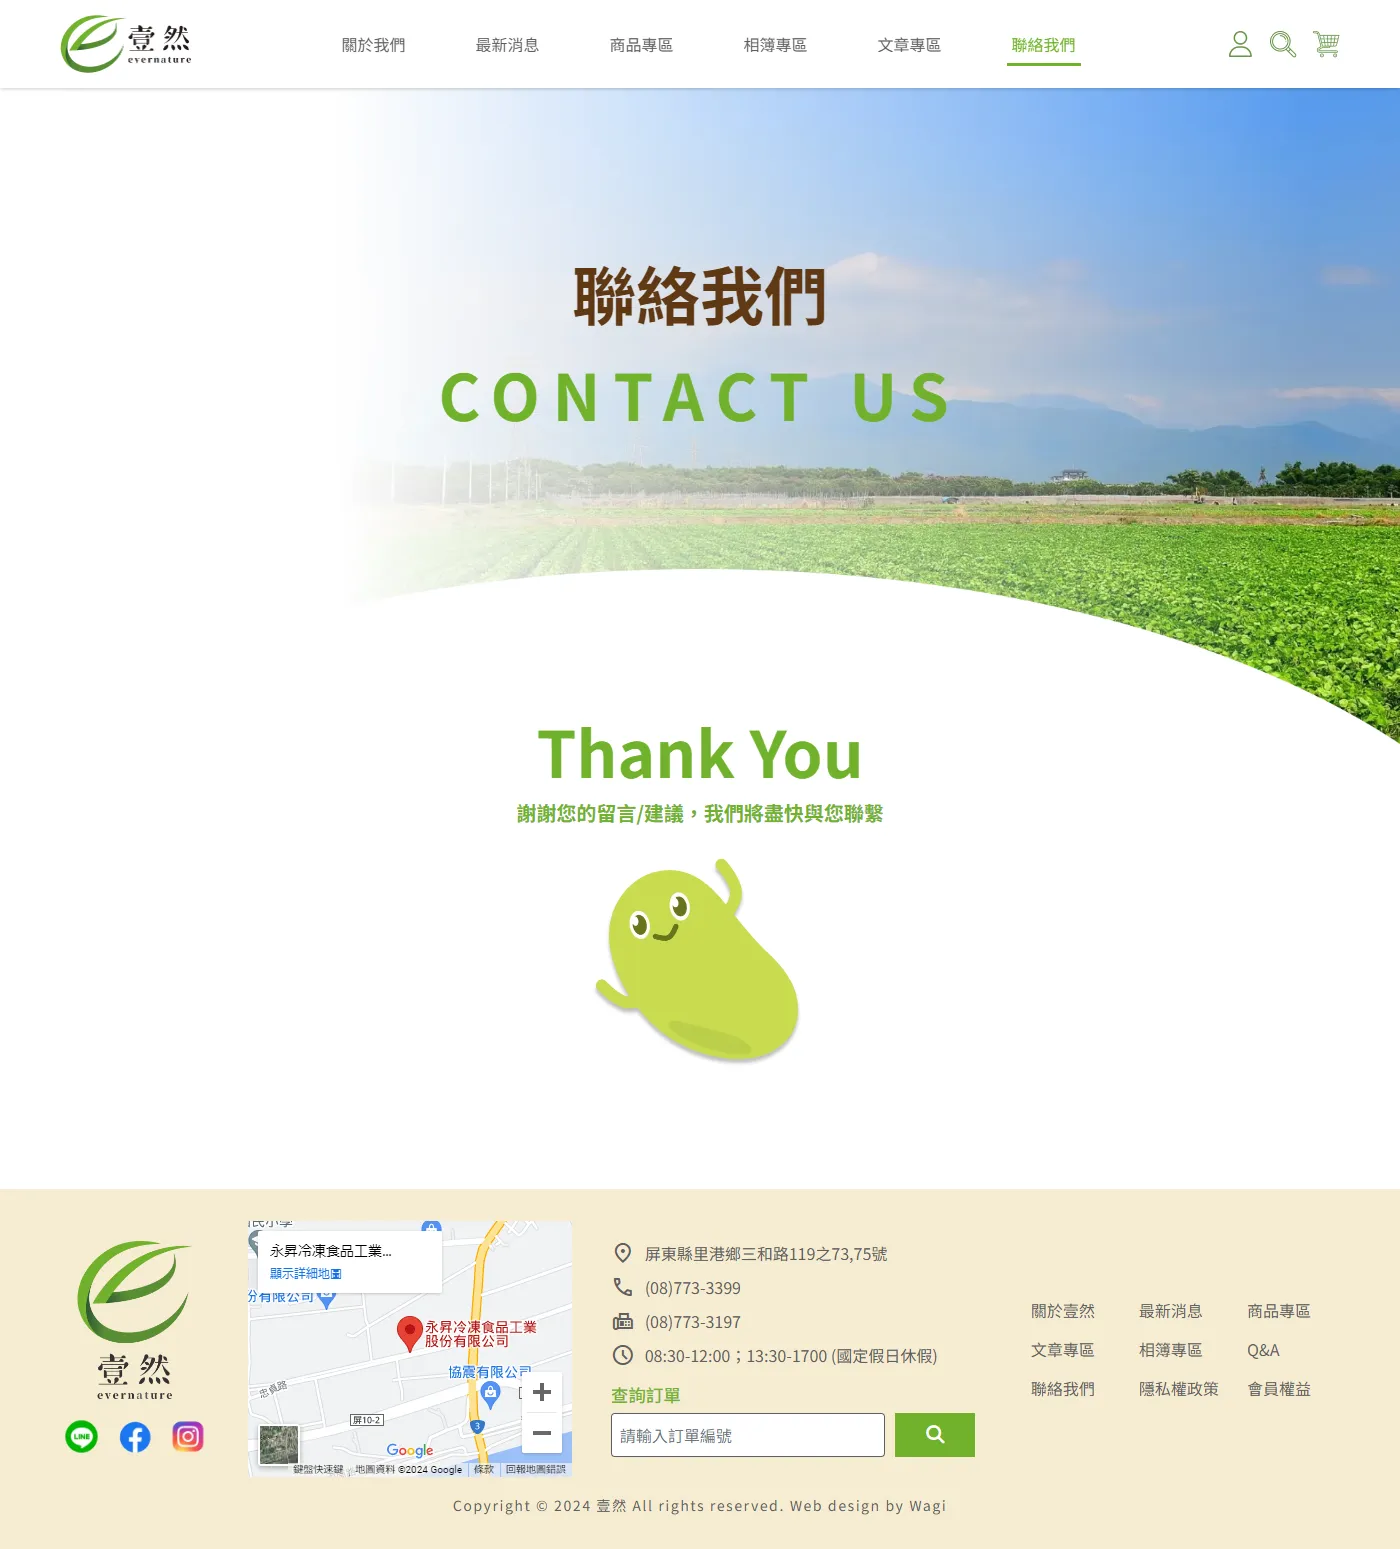 壹然
evernature
關於我們
最新消息
商品專區
相簿專區
文章專區
聯絡我們
聯絡我們
CONTACT US
Thank You
謝謝您的留言/建議，我們將盡快與您聯繫
壹然
evernature
LINE
永昇冷凍食品工業...
顯示詳細地圖
份有限公司
永昇冷凍食品工業
股份有限公司
協震有限公司
忠貞路
屏10-2
3
Google
鍵盤快速鍵
地圖資料 ©2024 Google
條款
回報地圖錯誤
屏東縣里港鄉三和路119之73,75號
(08)773-3399
(08)773-3197
08:30-12:00；13:30-1700 (國定假日休假)
查詢訂單
請輸入訂單編號
關於壹然
最新消息
商品專區
文章專區
相簿專區
Q&A
聯絡我們
隱私權政策
會員權益
Copyright © 2024 壹然 All rights reserved. Web design by Wagi